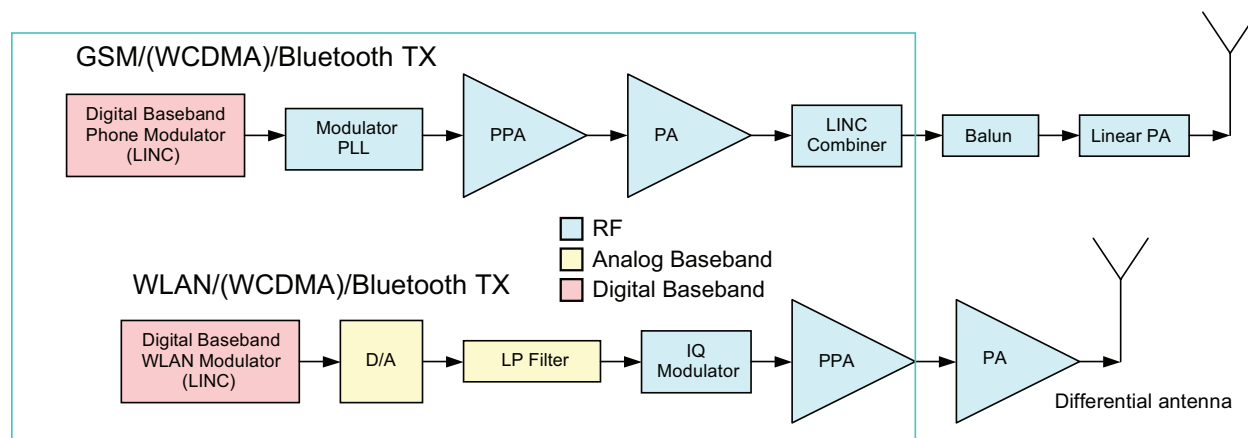 GSM/(WCDMA)/Bluetooth TX
Digital Baseband
Phone Modulator
(LINC)
Modulator
PLL
PPA
PA
LINC
Combiner
Balun
Linear PA
RF
Analog Baseband
Digital Baseband
WLAN/(WCDMA)/Bluetooth TX
Digital Baseband
WLAN Modulator
(LINC)
D/A
LP Filter
IQ
Modulator
PPA
PA
Differential antenna